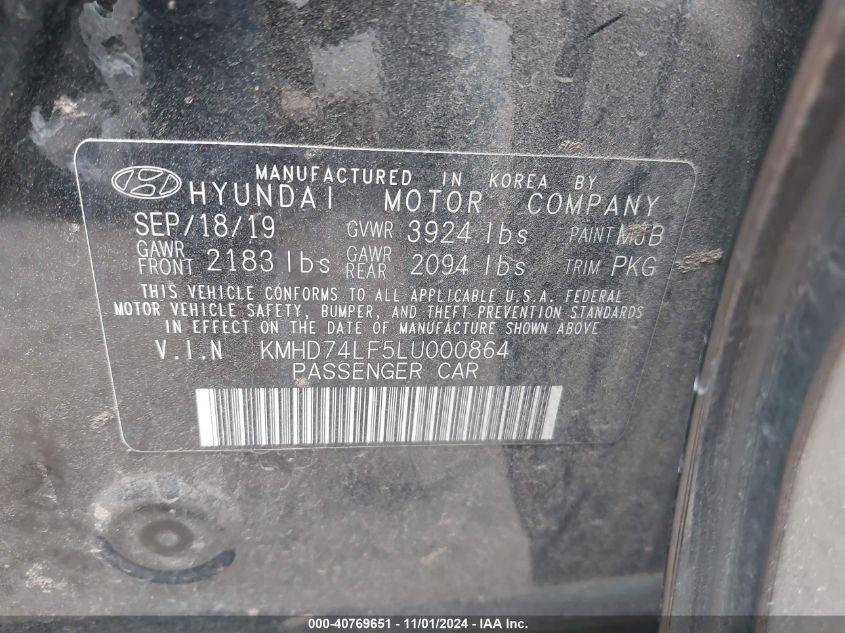 MANUFACTURED IN KOREA BY
HYUNDAI MOTOR COMPANY
SEP/18/19 GVWR 3924 lbs PAINT MJB
GAWR FRONT 2183 lbs GAWR REAR 2094 lbs TRIM PKG
THIS VEHICLE CONFORMS TO ALL APPLICABLE U.S.A. FEDERAL
MOTOR VEHICLE SAFETY, BUMPER, AND THEFT PREVENTION STANDARDS
IN EFFECT ON THE DATE OF MANUFACTURE SHOWN ABOVE
V.I.N KMHD74LF5LU000864
PASSENGER CAR
000-40769651 - 11/01/2024 - IAA Inc.